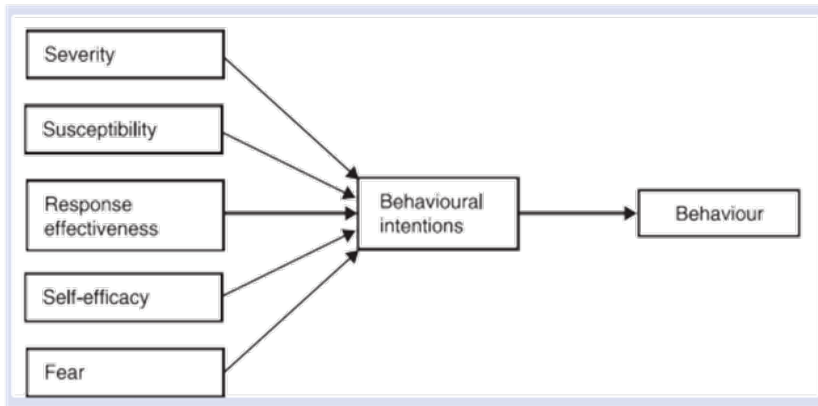 Severity
Susceptibility
Response
effectiveness
Self-efficacy
Fear
Behavioural
intentions
Behaviour